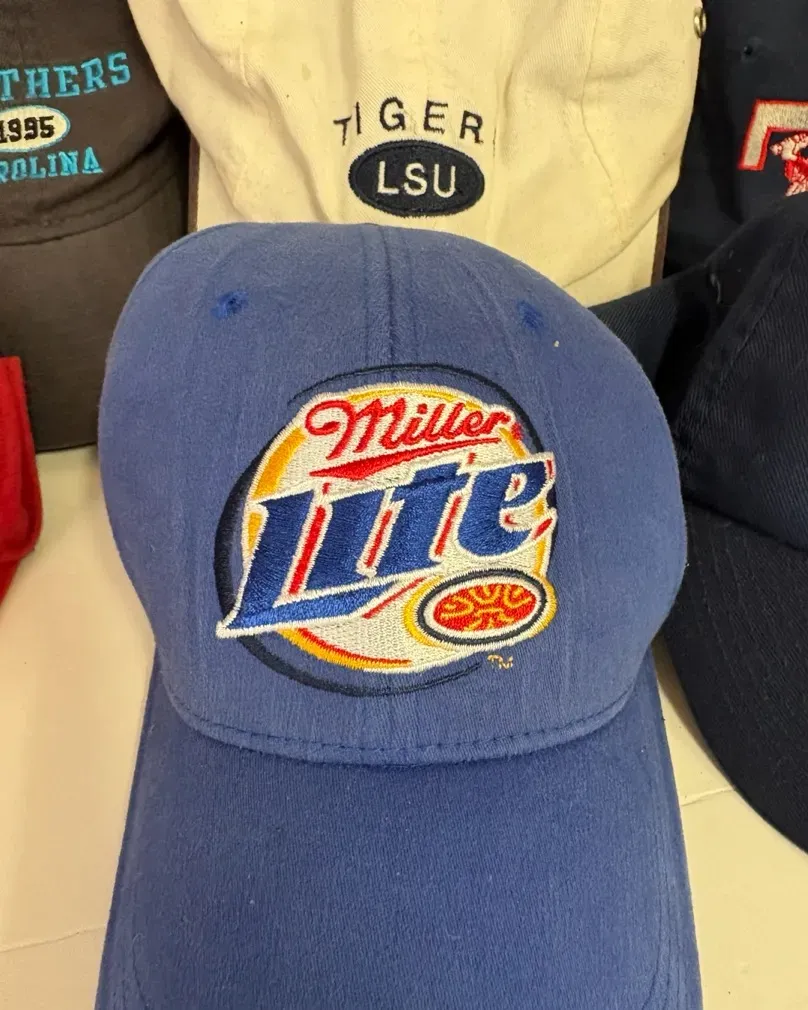 THERS
1995
ROLINA
TIGER
LSU
Miller
Lite
TM